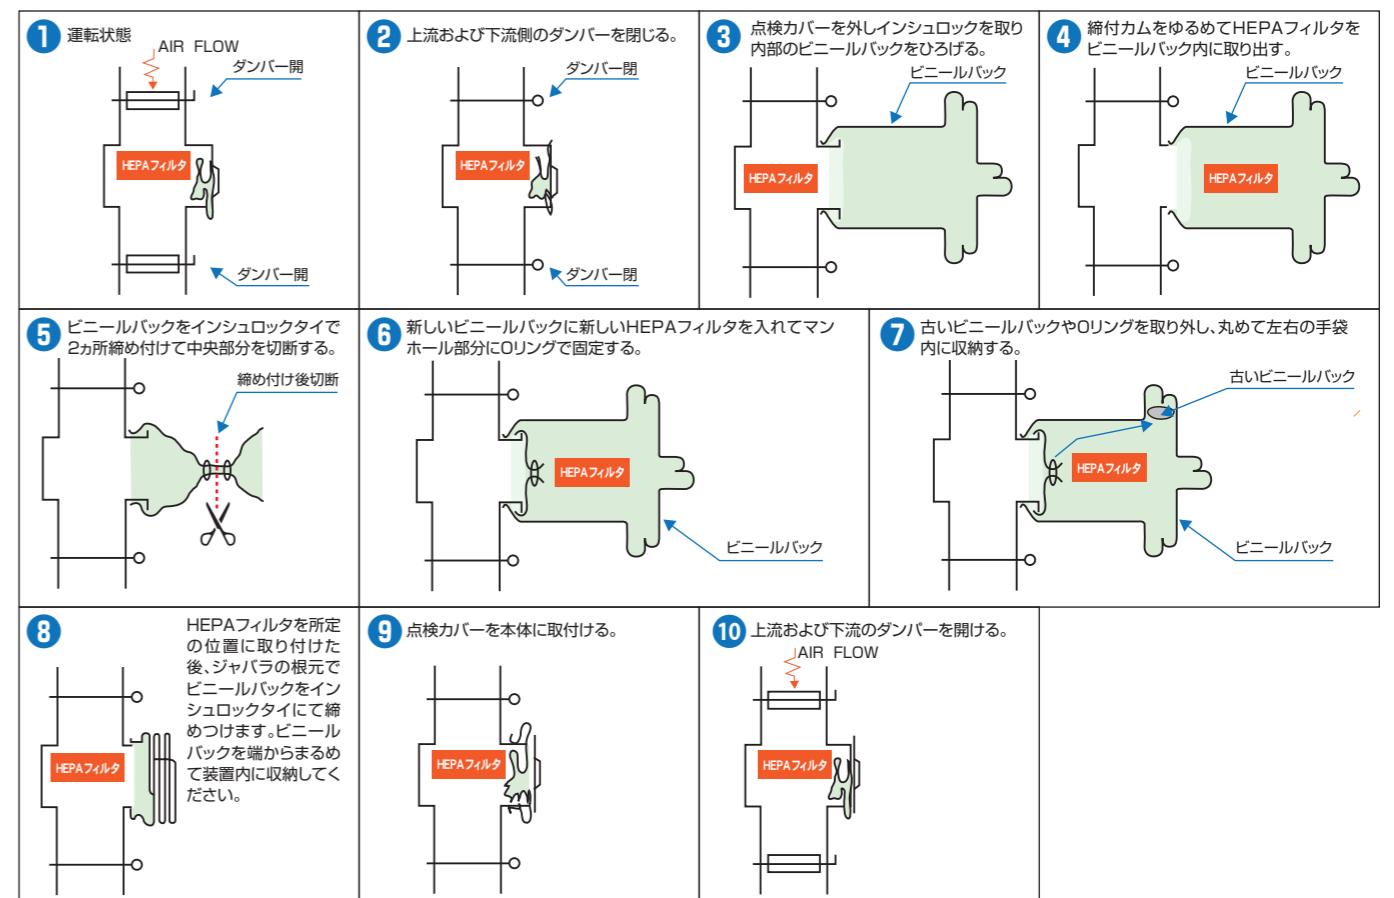 1 運転状態
AIR FLOW
ダンバー開
HEPAフィルタ
ダンバー開
2 上流および下流側のダンバーを閉じる。
ダンバー閉
HEPAフィルタ
ダンバー閉
3 点検カバーを外しインシュロックを取り
内部のビニールバックをひろげる。
ビニールバック
HEPAフィルタ
4 締付カムをゆるめてHEPAフィルタを
ビニールバック内に取り出す。
ビニールバック
HEPAフィルタ
5 ビニールバックをインシュロックタイで
2ヵ所締め付けて中央部分を切断する。
締め付け後切断
6 新しいビニールバックに新しいHEPAフィルタを入れてマン
ホール部分にOリングで固定する。
HEPAフィルタ
ビニールバック
7 古いビニールバックやOリングを取り外し、丸めて左右の手袋
内に収納する。
古いビニールバック
HEPAフィルタ
ビニールバック
8 HEPAフィルタを所定
の位置に取り付けた
後、ジャバラの根元で
ビニールバックをイン
シュロックタイにて締
めつけます。ビニール
バックを端からまるめ
て装置内に収納してく
ださい。
HEPAフィルタ
9 点検カバーを本体に取付ける。
HEPAフィルタ
10 上流および下流のダンバーを開ける。
AIR FLOW
HEPAフィルタ